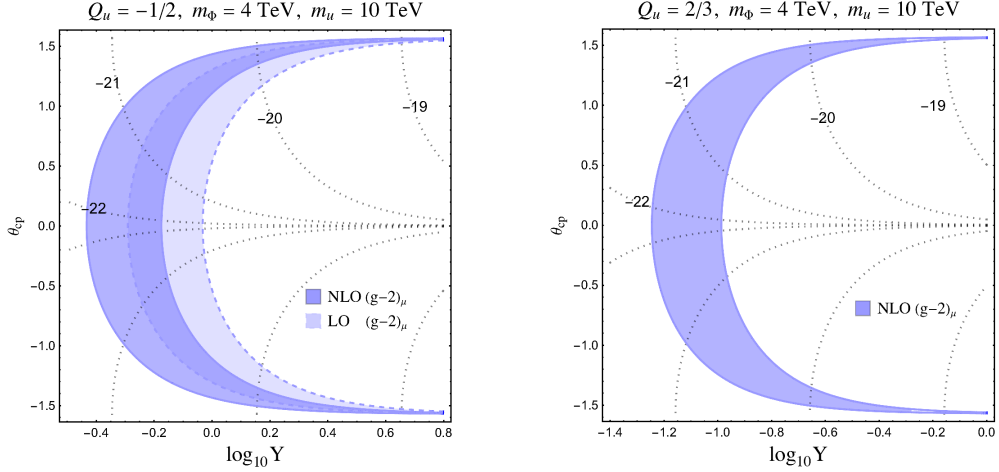 Q_u = −1/2, m_Φ = 4 TeV, m_u = 10 TeV
1.5
1.0
0.5
0.0
−0.5
−1.0
−1.5
θ_cp
−21
−20
−19
−22
NLO (g−2)_μ
LO (g−2)_μ
−0.4 −0.2 0.0 0.2 0.4 0.6 0.8
log₁₀Y
Q_u = 2/3, m_Φ = 4 TeV, m_u = 10 TeV
1.5
1.0
0.5
0.0
−0.5
−1.0
−1.5
θ_cp
−21
−20
−19
−22
NLO (g−2)_μ
−1.4 −1.2 −1.0 −0.8 −0.6 −0.4 −0.2 0.0
log₁₀Y